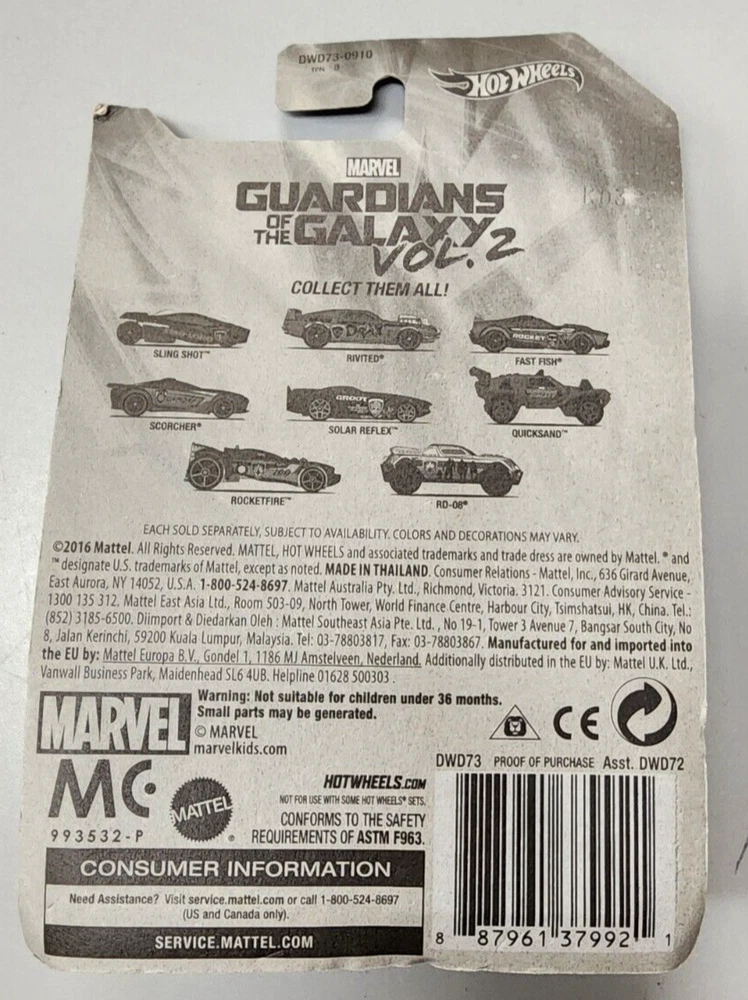 DWD73-0910
HOT WHEELS
MARVEL
GUARDIANS
OF THE GALAXY
VOL. 2
COLLECT THEM ALL!
SLING SHOT™ RIVITED® FAST FISH®
SCORCHER® SOLAR REFLEX™ QUICKSAND™
ROCKETFIRE™ RD-08®
EACH SOLD SEPARATELY, SUBJECT TO AVAILABILITY. COLORS AND DECORATIONS MAY VARY.
©2016 Mattel. All Rights Reserved. MATTEL, HOT WHEELS and associated trademarks and trade dress are owned by Mattel. ® and
™ designate U.S. trademarks of Mattel, except as noted. MADE IN THAILAND. Consumer Relations - Mattel, Inc., 636 Girard Avenue,
East Aurora, NY 14052, U.S.A. 1-800-524-8697. Mattel Australia Pty. Ltd., Richmond, Victoria. 3121. Consumer Advisory Service -
1300 135 312. Mattel East Asia Ltd., Room 503-09, North Tower, World Finance Centre, Harbour City, Tsimshatsui, HK, China. Tel.:
(852) 3185-6500. Diimport & Diedarkan Oleh : Mattel Southeast Asia Pte. Ltd. , No 19-1, Tower 3 Avenue 7, Bangsar South City, No
8, Jalan Kerinchi, 59200 Kuala Lumpur, Malaysia. Tel: 03-78803817, Fax: 03-78803867. Manufactured for and imported into
the EU by: Mattel Europa B.V., Gondel 1, 1186 MJ Amstelveen, Nederland. Additionally distributed in the EU by: Mattel U.K. Ltd.,
Vanwall Business Park, Maidenhead SL6 4UB. Helpline 01628 500303 .
MARVEL
Warning: Not suitable for children under 36 months.
Small parts may be generated.
© MARVEL
marvelkids.com
CE
DWD73 PROOF OF PURCHASE Asst. DWD72
MC
993532-P
MATTEL®
HOTWHEELS.COM
NOT FOR USE WITH SOME HOT WHEELS® SETS.
CONFORMS TO THE SAFETY
REQUIREMENTS OF ASTM F963.
CONSUMER INFORMATION
Need Assistance? Visit service.mattel.com or call 1-800-524-8697
(US and Canada only).
SERVICE.MATTEL.COM
8 87961 37992 1